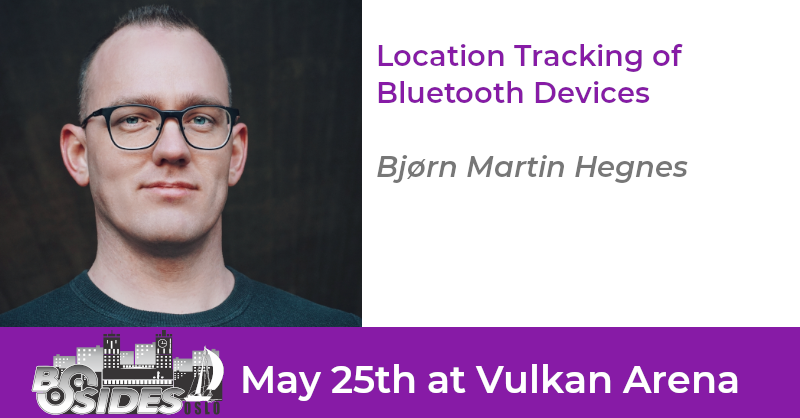 Location Tracking of
Bluetooth Devices
Bjørn Martin Hegnes
BSIDES
OSLO
May 25th at Vulkan Arena